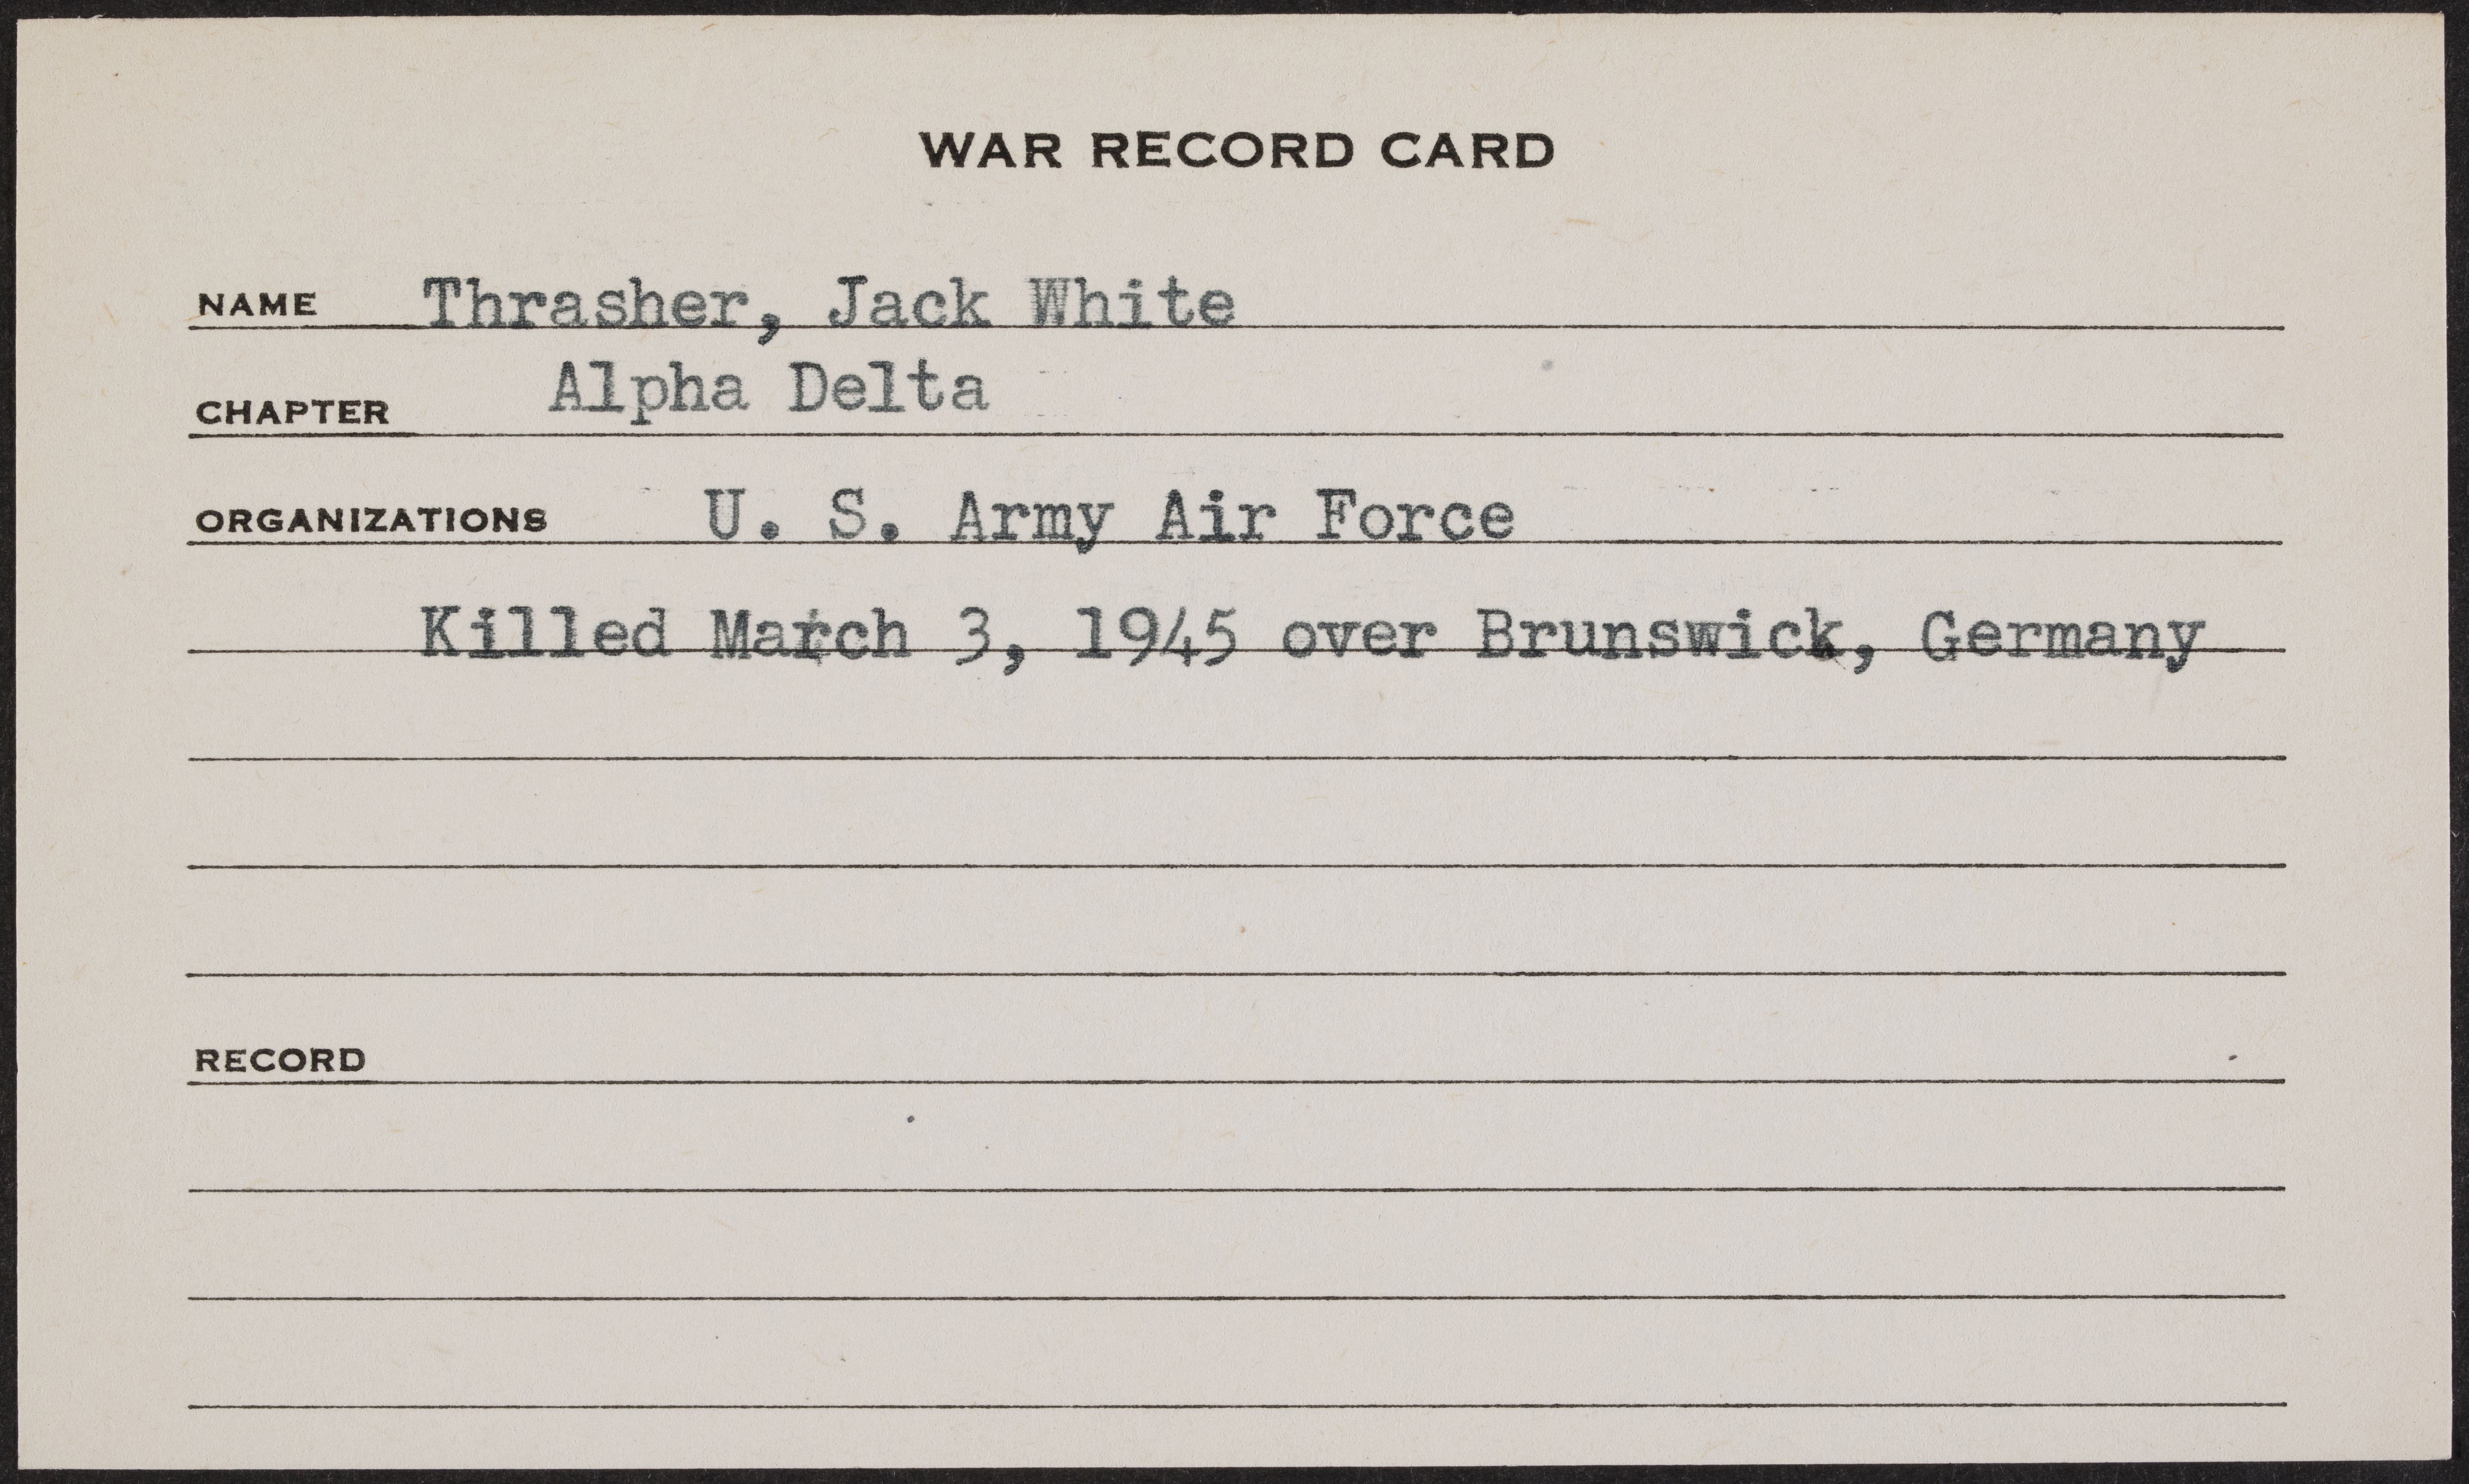 WAR RECORD CARD
NAME Thrasher, Jack White
CHAPTER Alpha Delta
ORGANIZATIONS U. S. Army Air Force
Killed March 3, 1945 over Brunswick, Germany
RECORD